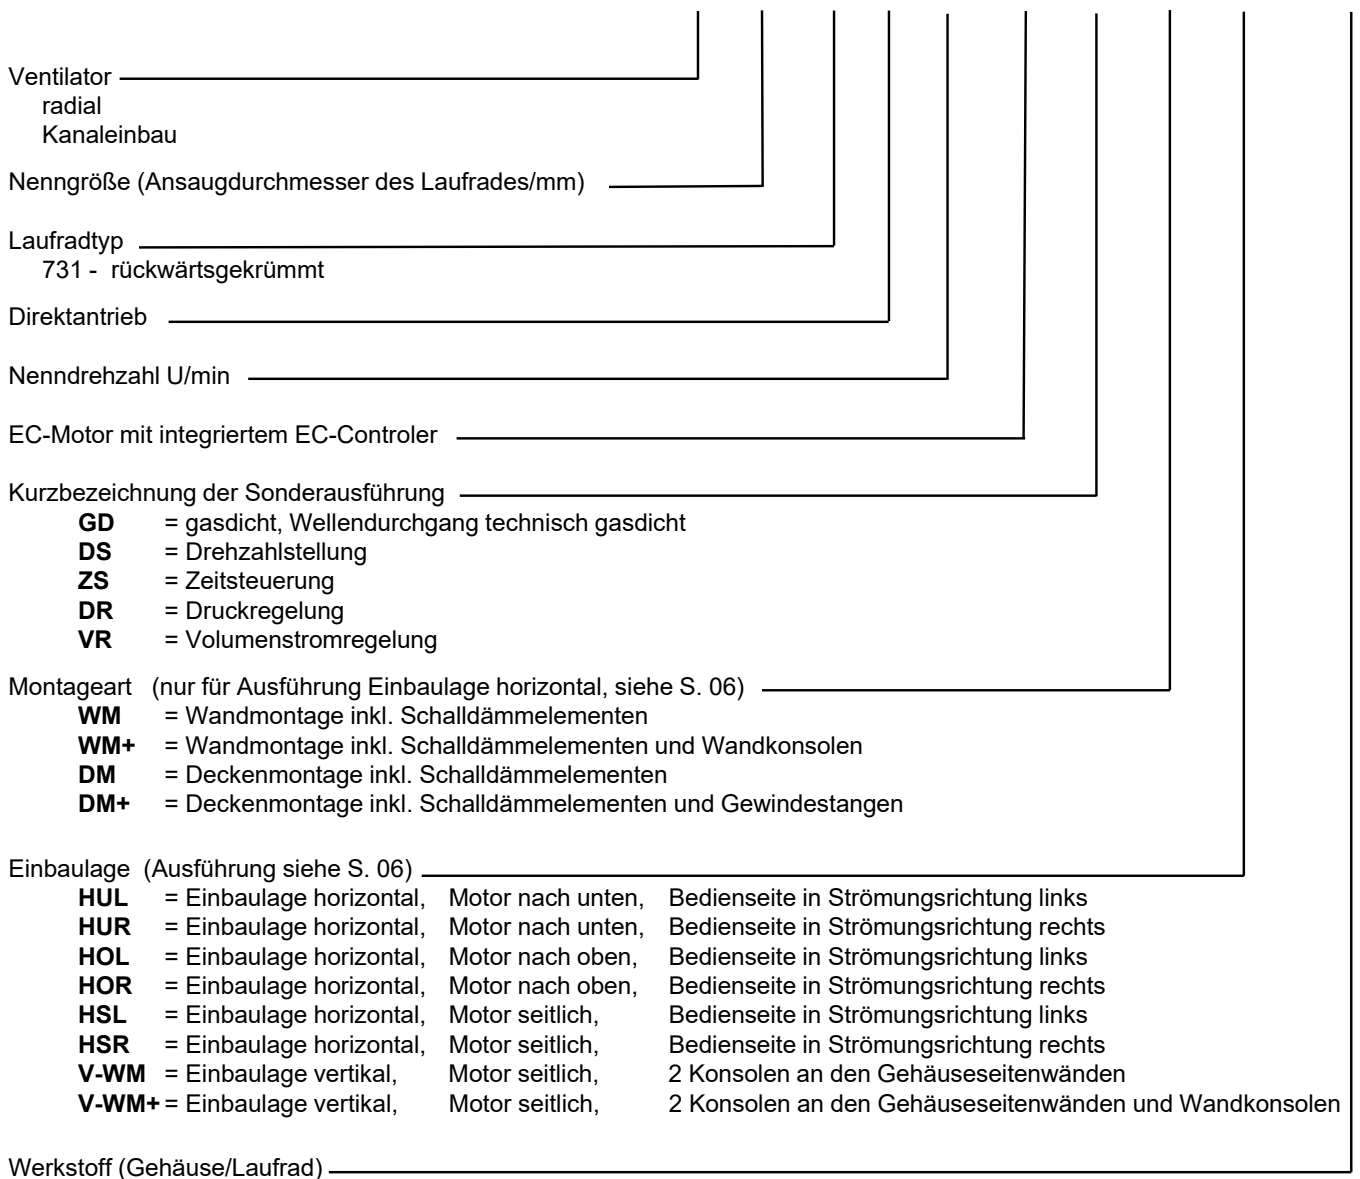 Ventilator
radial
Kanaleinbau
Nenngröße (Ansaugdurchmesser des Laufrades/mm)
Laufradtyp
731 - rückwärtsgekrümmt
Direktantrieb
Nenndrehzahl U/min
EC-Motor mit integriertem EC-Controler
Kurzbezeichnung der Sonderausführung
GD = gasdicht, Wellendurchgang technisch gasdicht
DS = Drehzahlstellung
ZS = Zeitsteuerung
DR = Druckregelung
VR = Volumenstromregelung
Montageart (nur für Ausführung Einbaulage horizontal, siehe S. 06)
WM = Wandmontage inkl. Schalldämmelementen
WM+ = Wandmontage inkl. Schalldämmelementen und Wandkonsolen
DM = Deckenmontage inkl. Schalldämmelementen
DM+ = Deckenmontage inkl. Schalldämmelementen und Gewindestangen
Einbaulage (Ausführung siehe S. 06)
HUL = Einbaulage horizontal, Motor nach unten, Bedienseite in Strömungsrichtung links
HUR = Einbaulage horizontal, Motor nach unten, Bedienseite in Strömungsrichtung rechts
HOL = Einbaulage horizontal, Motor nach oben, Bedienseite in Strömungsrichtung links
HOR = Einbaulage horizontal, Motor nach oben, Bedienseite in Strömungsrichtung rechts
HSL = Einbaulage horizontal, Motor seitlich, Bedienseite in Strömungsrichtung links
HSR = Einbaulage horizontal, Motor seitlich, Bedienseite in Strömungsrichtung rechts
V-WM = Einbaulage vertikal, Motor seitlich, 2 Konsolen an den Gehäuseseitenwänden
V-WM+ = Einbaulage vertikal, Motor seitlich, 2 Konsolen an den Gehäuseseitenwänden und Wandkonsolen
Werkstoff (Gehäuse/Laufrad)